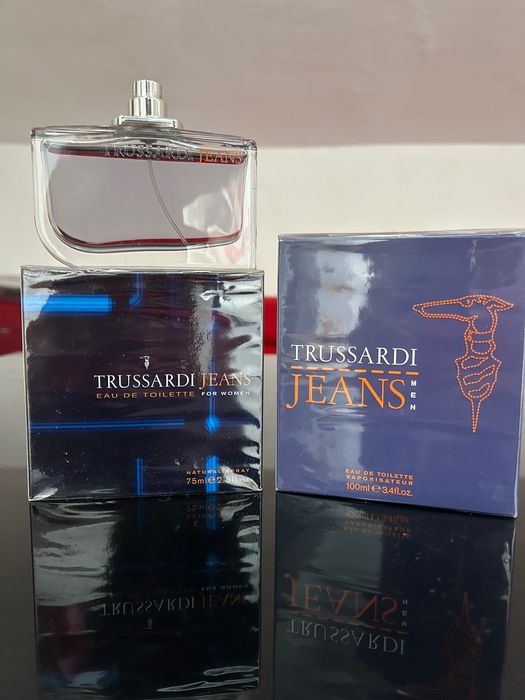 TRUSSARDI JEANS
TRUSSARDI JEANS
EAU DE TOILETTE FOR WOMEN
NATURAL SPRAY
75ml e 2.5fl.oz.
TRUSSARDI
JEANS MEN
EAU DE TOILETTE
VAPORISATEUR
100ml e 3.4fl.oz.